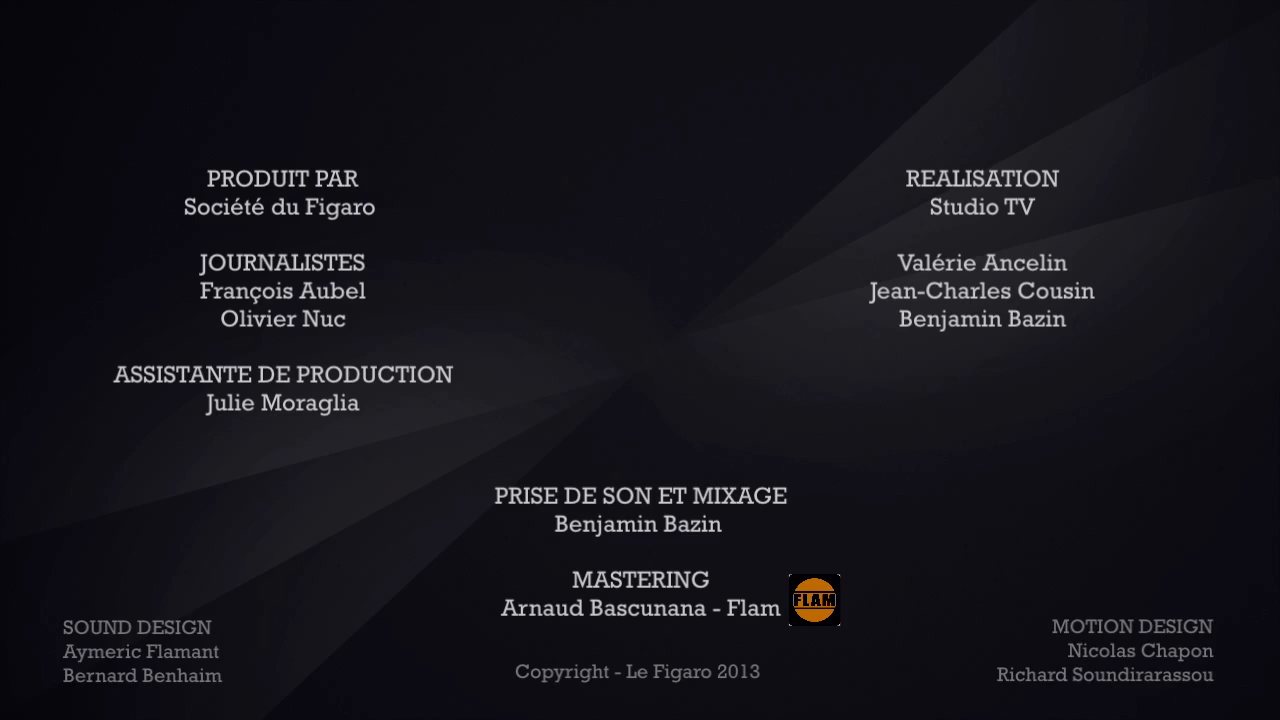 PRODUIT PAR
Société du Figaro
JOURNALISTES
François Aubel
Olivier Nuc
ASSISTANTE DE PRODUCTION
Julie Moraglia
REALISATION
Studio TV
Valérie Ancelin
Jean-Charles Cousin
Benjamin Bazin
PRISE DE SON ET MIXAGE
Benjamin Bazin
MASTERING
Arnaud Bascunana - Flam
FLAM
SOUND DESIGN
Aymeric Flamant
Bernard Benhaim
Copyright - Le Figaro 2013
MOTION DESIGN
Nicolas Chapon
Richard Soundirarassou